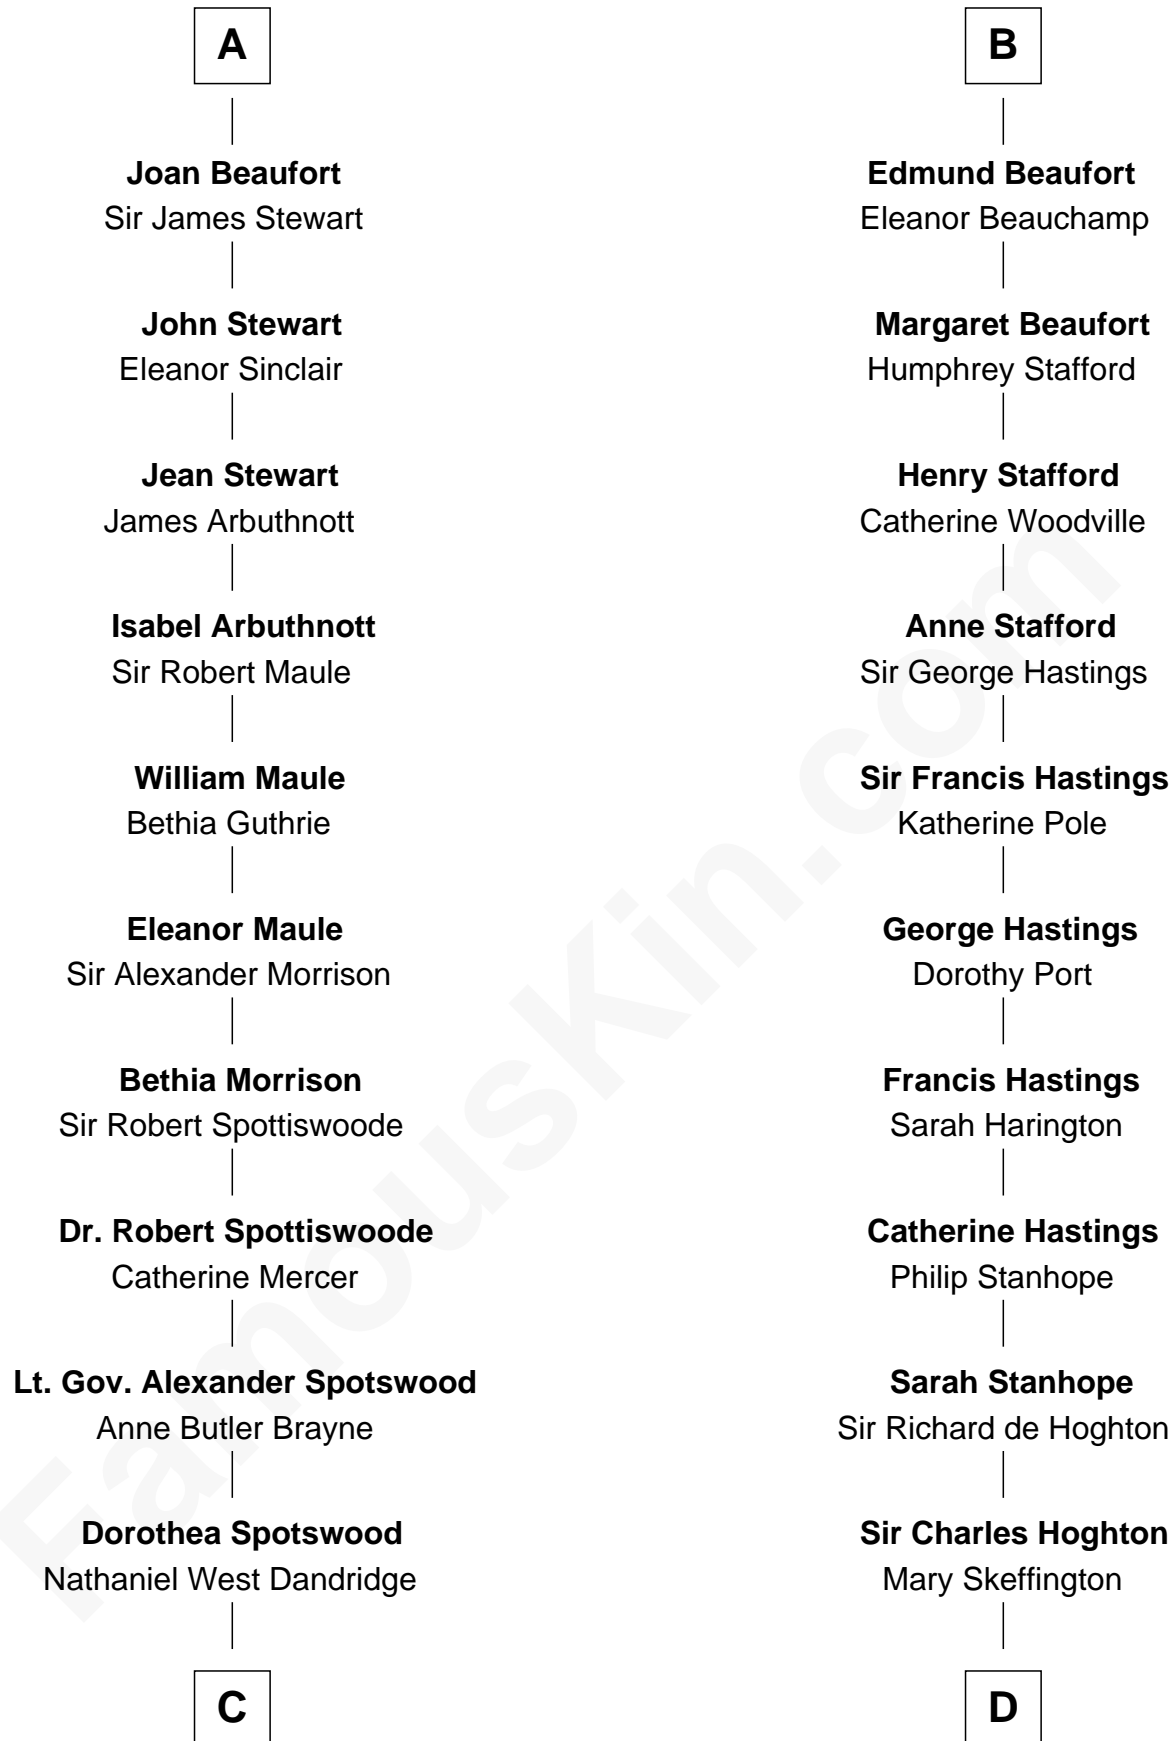 A
Joan Beaufort
Sir James Stewart
John Stewart
Eleanor Sinclair
Jean Stewart
James Arbuthnott
Isabel Arbuthnott
Sir Robert Maule
William Maule
Bethia Guthrie
Eleanor Maule
Sir Alexander Morrison
Bethia Morrison
Sir Robert Spottiswoode
Dr. Robert Spottiswoode
Catherine Mercer
Lt. Gov. Alexander Spotswood
Anne Butler Brayne
Dorothea Spotswood
Nathaniel West Dandridge
C
B
Edmund Beaufort
Eleanor Beauchamp
Margaret Beaufort
Humphrey Stafford
Henry Stafford
Catherine Woodville
Anne Stafford
Sir George Hastings
Sir Francis Hastings
Katherine Pole
George Hastings
Dorothy Port
Francis Hastings
Sarah Harington
Catherine Hastings
Philip Stanhope
Sarah Stanhope
Sir Richard de Hoghton
Sir Charles Hoghton
Mary Skeffington
D
FamousKin.com